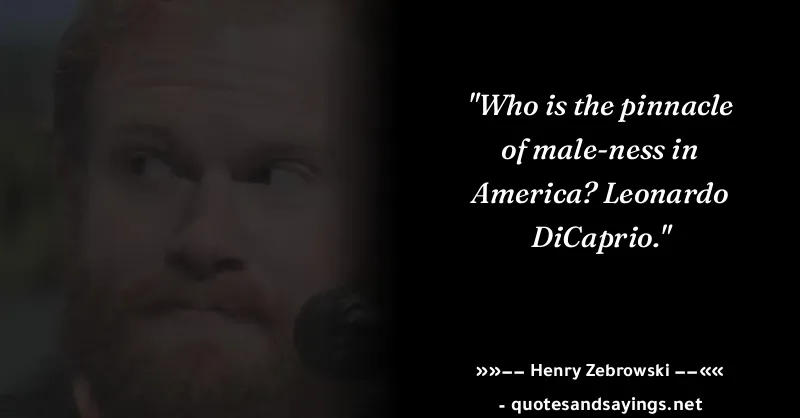 "Who is the pinnacle
of male-ness in
America? Leonardo
DiCaprio."
»»−− Henry Zebrowski −−««
- quotesandsayings.net